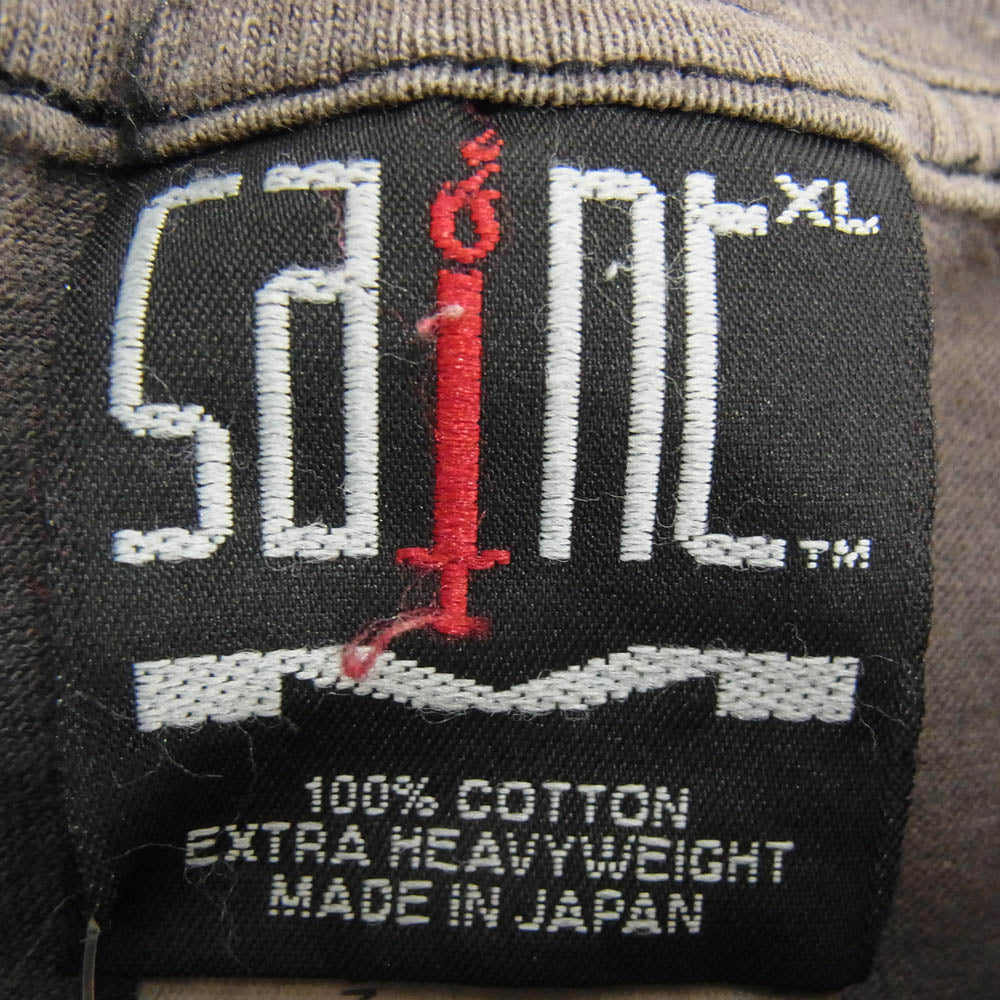 saint XL
TM
100% COTTON
EXTRA HEAVYWEIGHT
MADE IN JAPAN